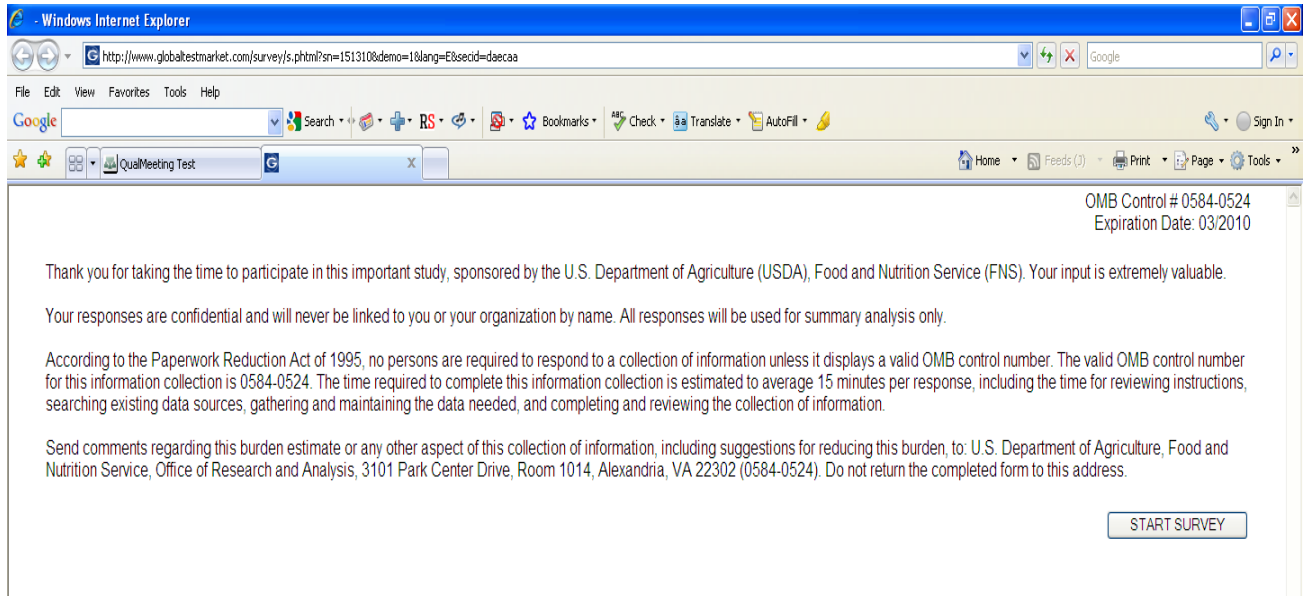 - Windows Internet Explorer
http://www.globaltestmarket.com/survey/s.phtml?sn=151310&demo=1&lang=E&secid=daecaa
Google
File Edit View Favorites Tools Help
Google Search RS Bookmarks ABC Check aä Translate AutoFill Sign In
QualMeeting Test G X Home Feeds (J) Print Page Tools »
OMB Control # 0584-0524
Expiration Date: 03/2010
Thank you for taking the time to participate in this important study, sponsored by the U.S. Department of Agriculture (USDA), Food and Nutrition Service (FNS). Your input is extremely valuable.
Your responses are confidential and will never be linked to you or your organization by name. All responses will be used for summary analysis only.
According to the Paperwork Reduction Act of 1995, no persons are required to respond to a collection of information unless it displays a valid OMB control number. The valid OMB control number
for this information collection is 0584-0524. The time required to complete this information collection is estimated to average 15 minutes per response, including the time for reviewing instructions,
searching existing data sources, gathering and maintaining the data needed, and completing and reviewing the collection of information.
Send comments regarding this burden estimate or any other aspect of this collection of information, including suggestions for reducing this burden, to: U.S. Department of Agriculture, Food and
Nutrition Service, Office of Research and Analysis, 3101 Park Center Drive, Room 1014, Alexandria, VA 22302 (0584-0524). Do not return the completed form to this address.
START SURVEY